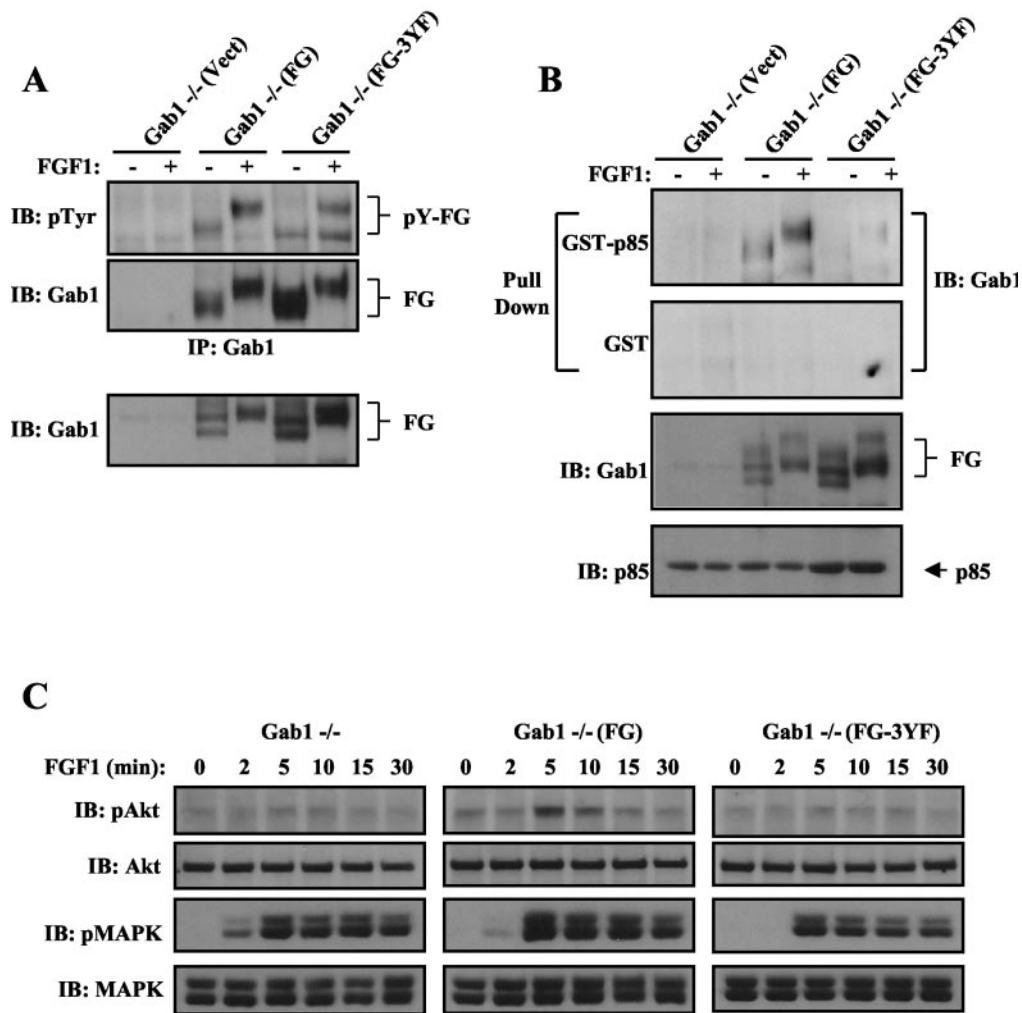 A
Gab1 -/- (Vect)
Gab1 -/- (FG)
Gab1 -/- (FG-3YF)
FGF1: - + - + - +
IB: pTyr
pY-FG
IB: Gab1
FG
IP: Gab1
IB: Gab1
FG
B
Gab1 -/- (Vect)
Gab1 -/- (FG)
Gab1 -/- (FG-3YF)
FGF1: - + - + - +
Pull
Down
GST-p85
GST
IB: Gab1
IB: Gab1
FG
IB: p85
p85
C
Gab1 -/-
Gab1 -/- (FG)
Gab1 -/- (FG-3YF)
FGF1 (min): 0 2 5 10 15 30 0 2 5 10 15 30 0 2 5 10 15 30
IB: pAkt
IB: Akt
IB: pMAPK
IB: MAPK